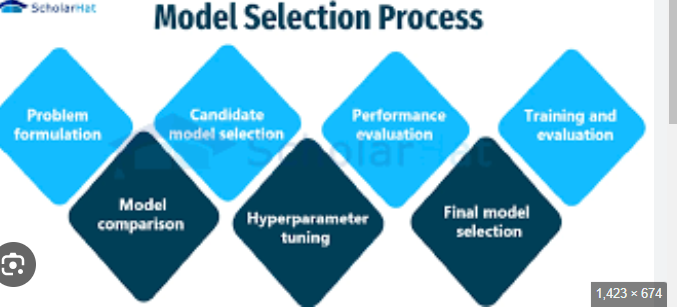 ScholarHat
Model Selection Process
Problem
formulation
Candidate
model selection
Performance
evaluation
Training and
evaluation
ScholarHat
Model
comparison
Hyperparameter
tuning
Final model
selection
1,423 × 674